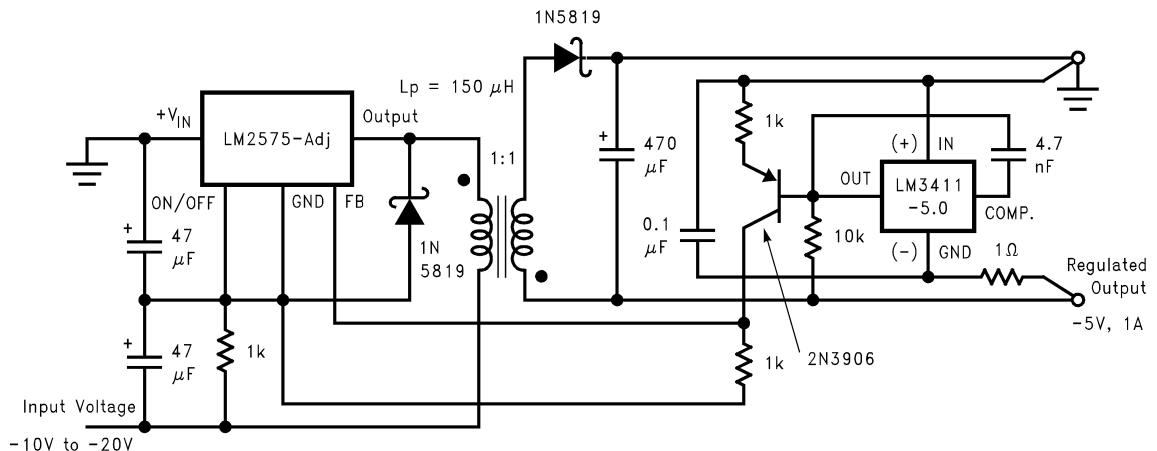 1N5819
Lp = 150 μH
+VIN
LM2575-Adj
Output
1:1
ON/OFF
GND
FB
47
μF
1N
5819
470
μF
1k
(+)
IN
4.7
nF
OUT
LM3411
-5.0
COMP.
0.1
μF
10k
(-)
GND
1Ω
Regulated
Output
-5V, 1A
47
μF
1k
1k
2N3906
Input Voltage
-10V to -20V
+
+
+